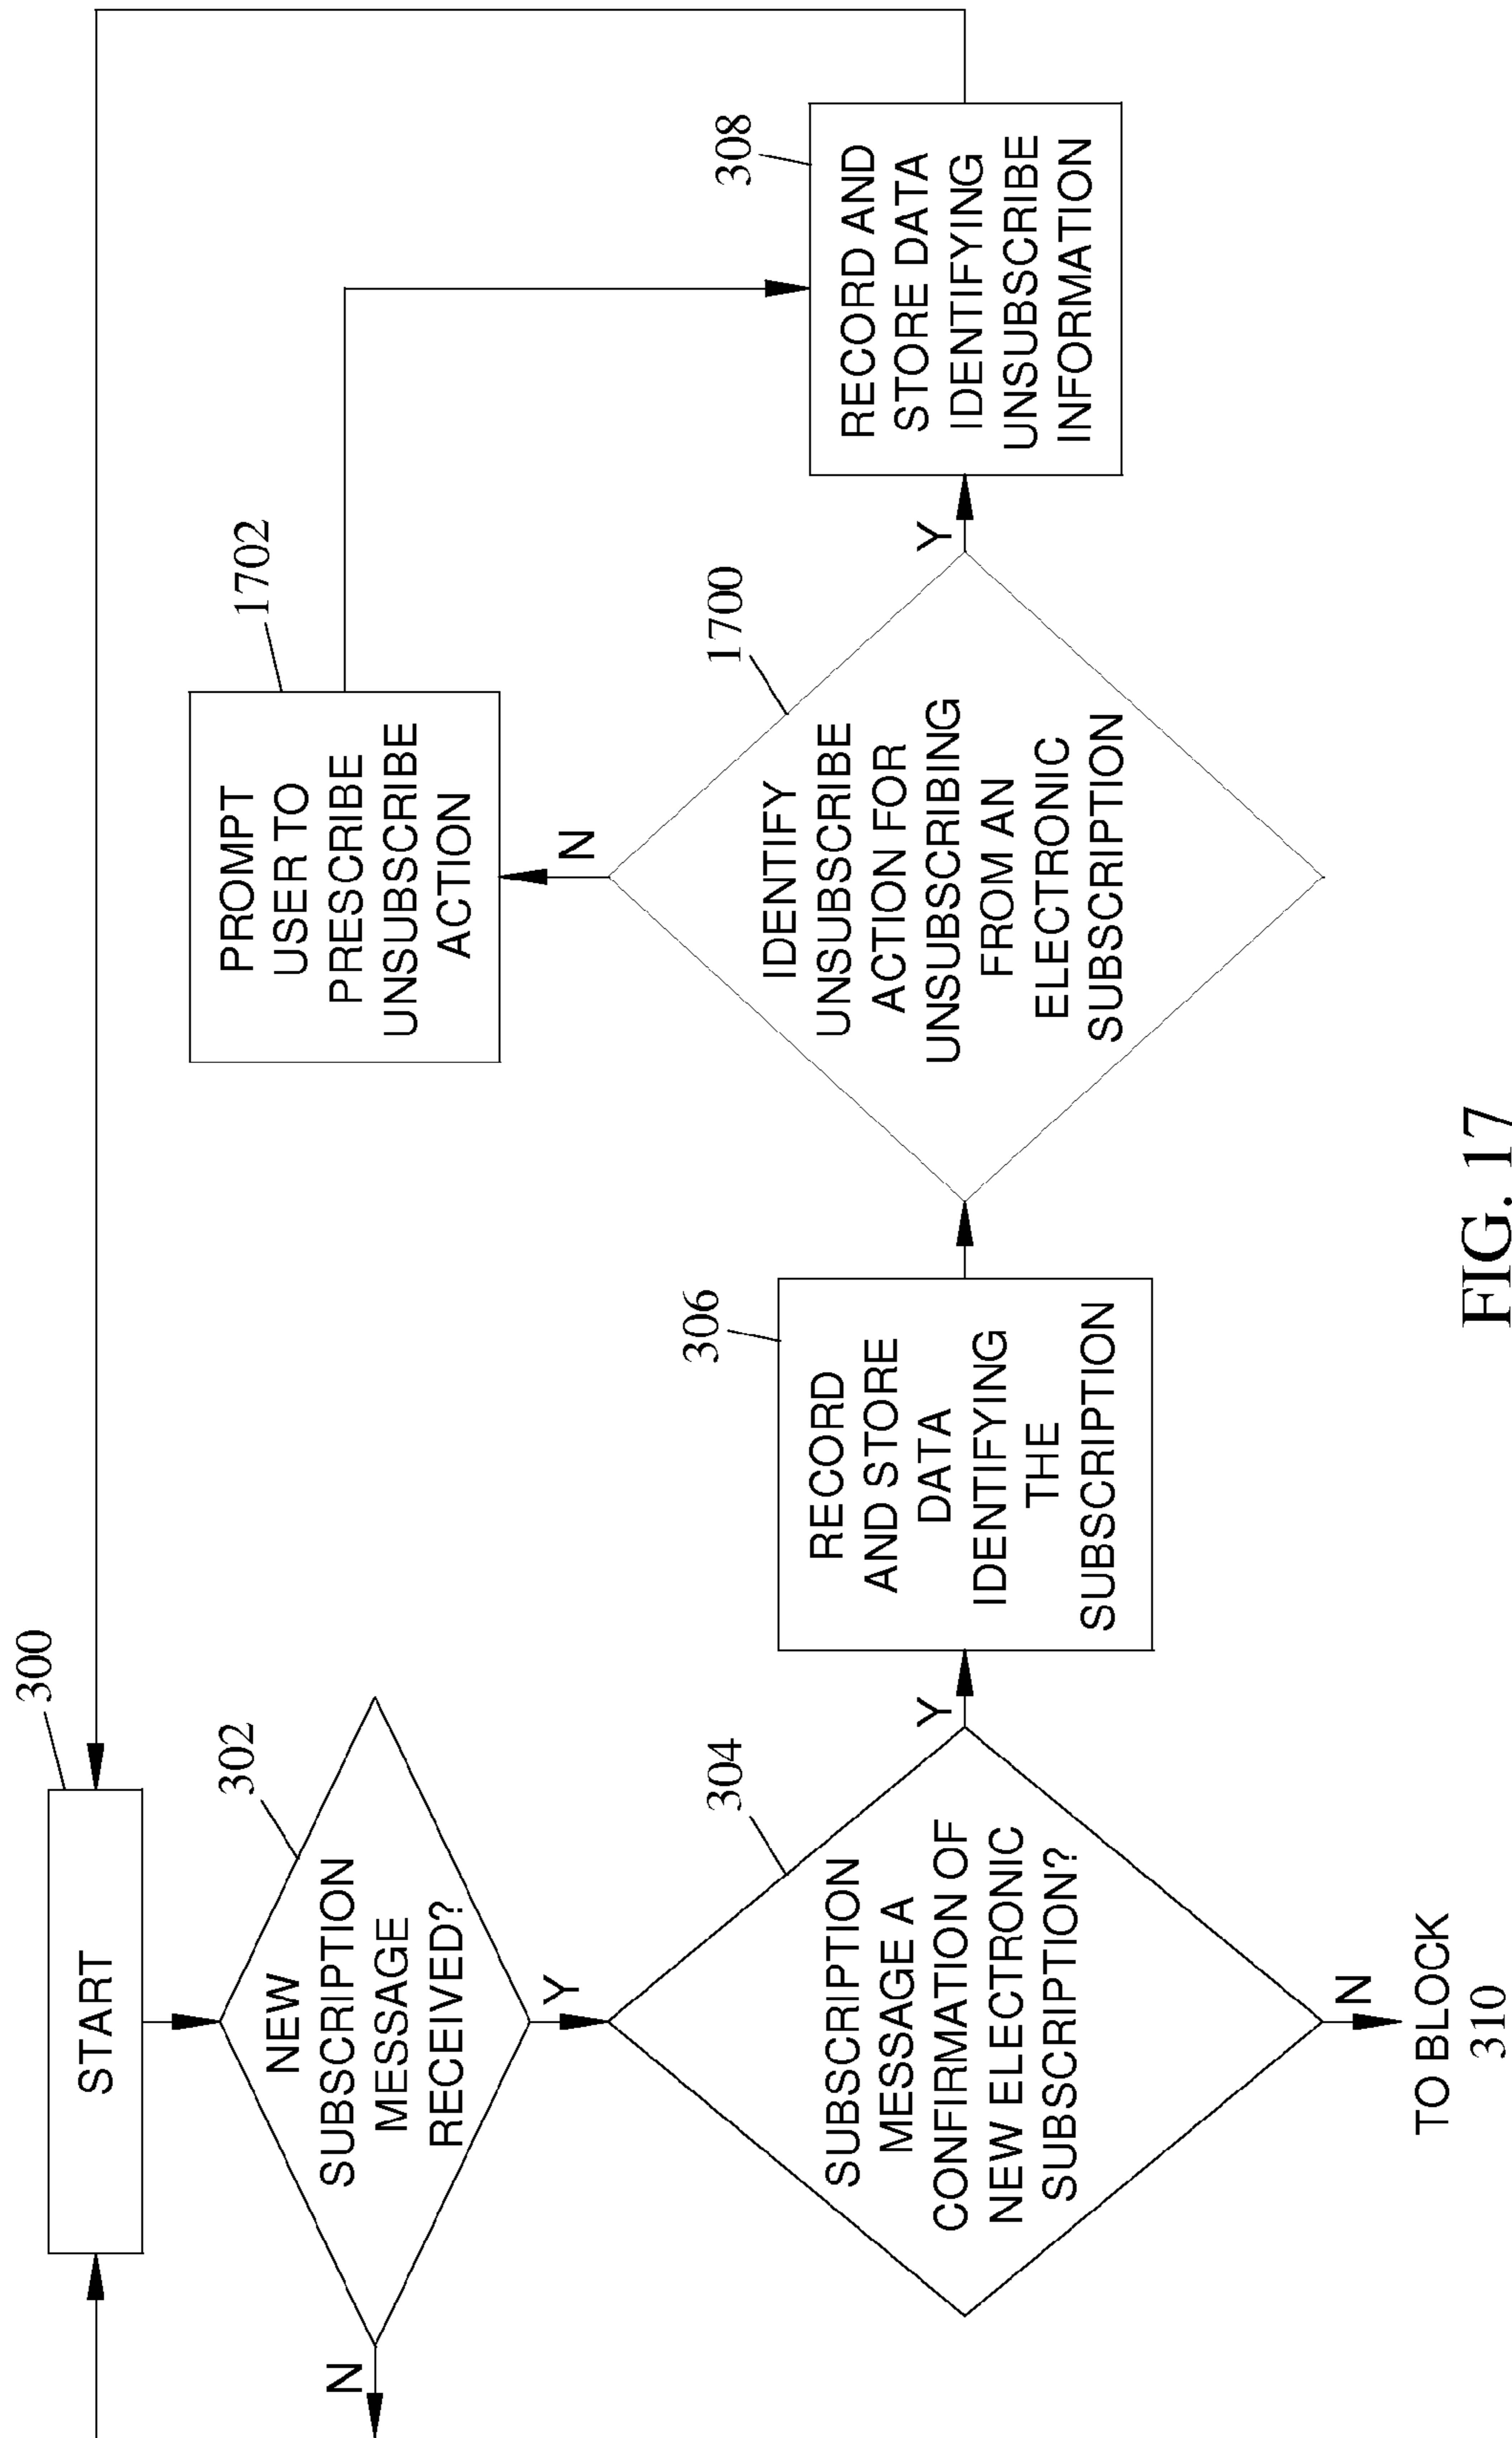 300
START
302
NEW
SUBSCRIPTION
MESSAGE
RECEIVED?
N
Y
304
SUBSCRIPTION
MESSAGE A
CONFIRMATION OF
NEW ELECTRONIC
SUBSCRIPTION?
N
TO BLOCK
310
Y
306
RECORD
AND STORE
DATA
IDENTIFYING
THE
SUBSCRIPTION
1700
IDENTIFY
UNSUBSCRIBE
ACTION FOR
UNSUBSCRIBING
FROM AN
ELECTRONIC
SUBSCRIPTION
N
1702
PROMPT
USER TO
PRESCRIBE
UNSUBSCRIBE
ACTION
Y
308
RECORD AND
STORE DATA
IDENTIFYING
UNSUBSCRIBE
INFORMATION
FIG. 17